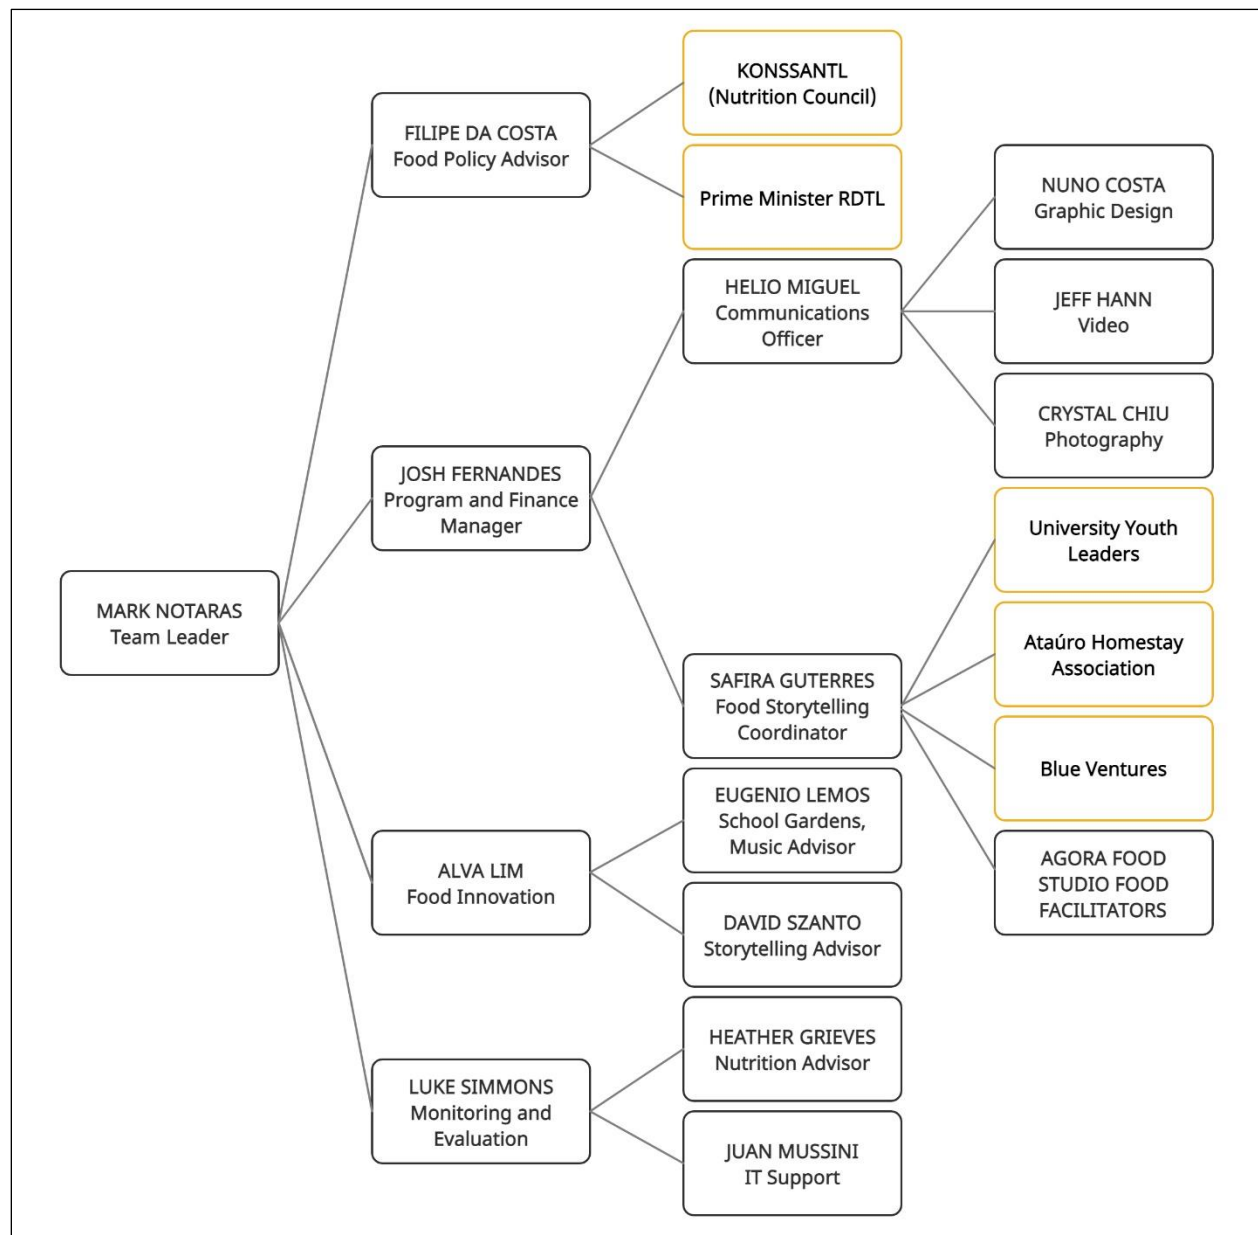 KONSSANTL
(Nutrition Council)
FILIPE DA COSTA
Food Policy Advisor
Prime Minister RDTL
NUNO COSTA
Graphic Design
HELIO MIGUEL
Communications
Officer
JEFF HANN
Video
CRYSTAL CHIU
Photography
JOSH FERNANDES
Program and Finance
Manager
University Youth
Leaders
MARK NOTARAS
Team Leader
Ataúro Homestay
Association
SAFIRA GUTERRES
Food Storytelling
Coordinator
Blue Ventures
EUGENIO LEMOS
School Gardens,
Music Advisor
ALVA LIM
Food Innovation
AGORA FOOD
STUDIO FOOD
FACILITATORS
DAVID SZANTO
Storytelling Advisor
HEATHER GRIEVES
Nutrition Advisor
LUKE SIMMONS
Monitoring and
Evaluation
JUAN MUSSINI
IT Support